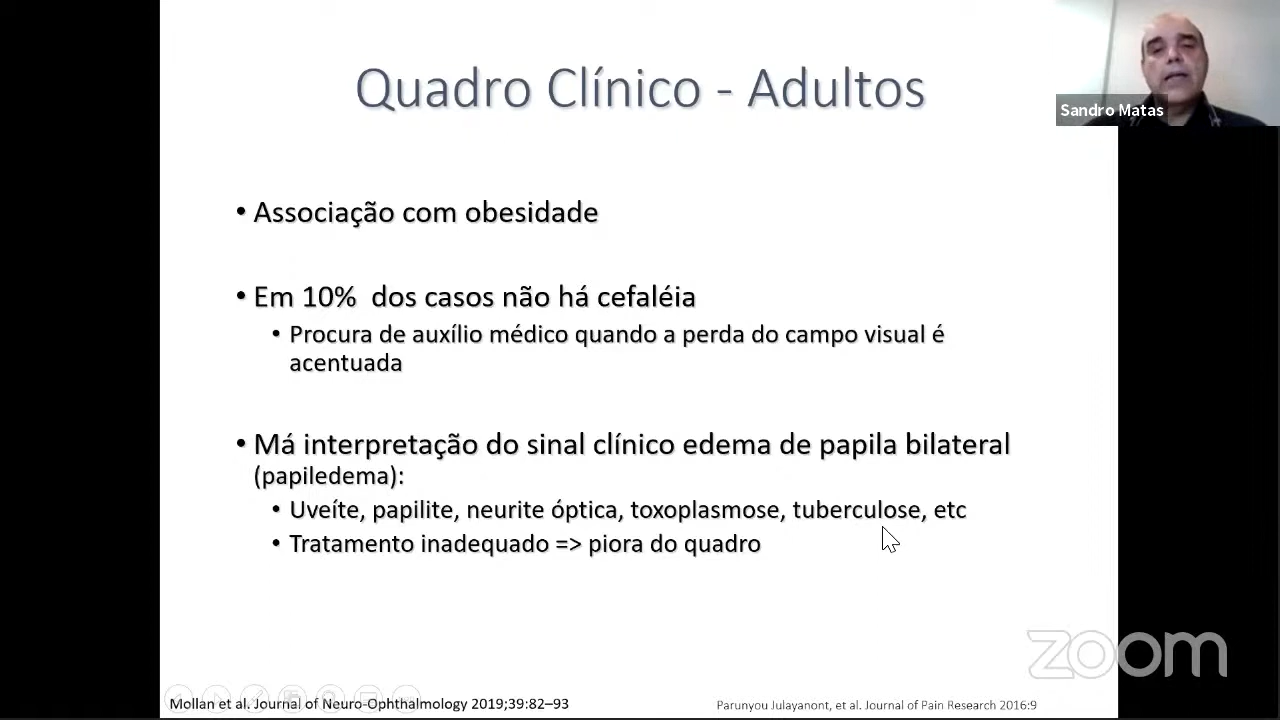 Quadro Clínico - Adultos
Sandro Matas
• Associação com obesidade
• Em 10% dos casos não há cefaléia
• Procura de auxílio médico quando a perda do campo visual é
acentuada
• Má interpretação do sinal clínico edema de papila bilateral
(papiledema):
• Uveíte, papilite, neurite óptica, toxoplasmose, tuberculose, etc
• Tratamento inadequado => piora do quadro
zoom
Mollan et al. Journal of Neuro-Ophthalmology 2019;39:82–93
Parunyou Julayanont, et al. Journal of Pain Research 2016:9